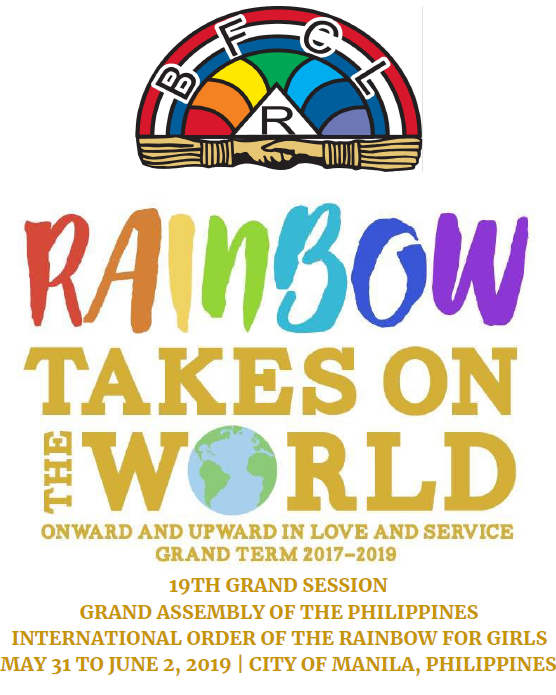 B F C L
R
RAINBOW
TAKES ON
THE WORLD
ONWARD AND UPWARD IN LOVE AND SERVICE
GRAND TERM 2017-2019
19TH GRAND SESSION
GRAND ASSEMBLY OF THE PHILIPPINES
INTERNATIONAL ORDER OF THE RAINBOW FOR GIRLS
MAY 31 TO JUNE 2, 2019 | CITY OF MANILA, PHILIPPINES